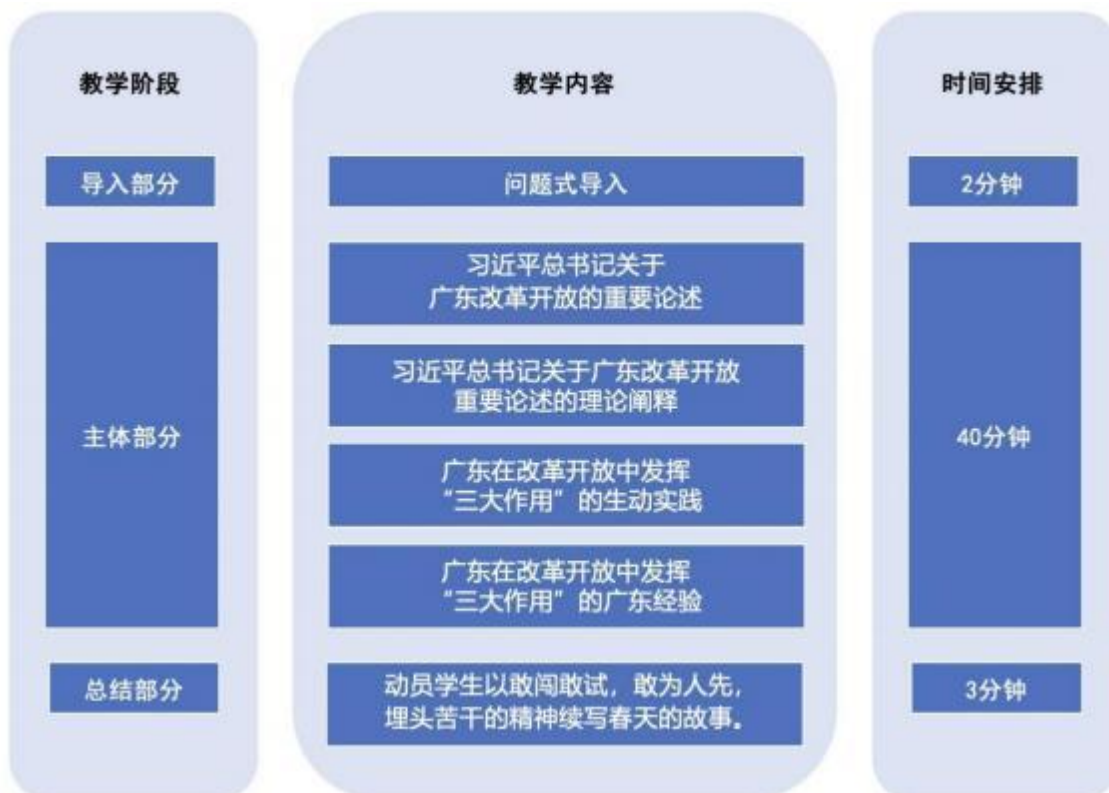 教学阶段
教学内容
时间安排
导入部分
问题式导入
2分钟
主体部分
习近平总书记关于
广东改革开放的重要论述
习近平总书记关于广东改革开放
重要论述的理论阐释
广东在改革开放中发挥
“三大作用”的生动实践
广东在改革开放中发挥
“三大作用”的广东经验
40分钟
总结部分
动员学生以敢闯敢试，敢为人先，
埋头苦干的精神续写春天的故事。
3分钟